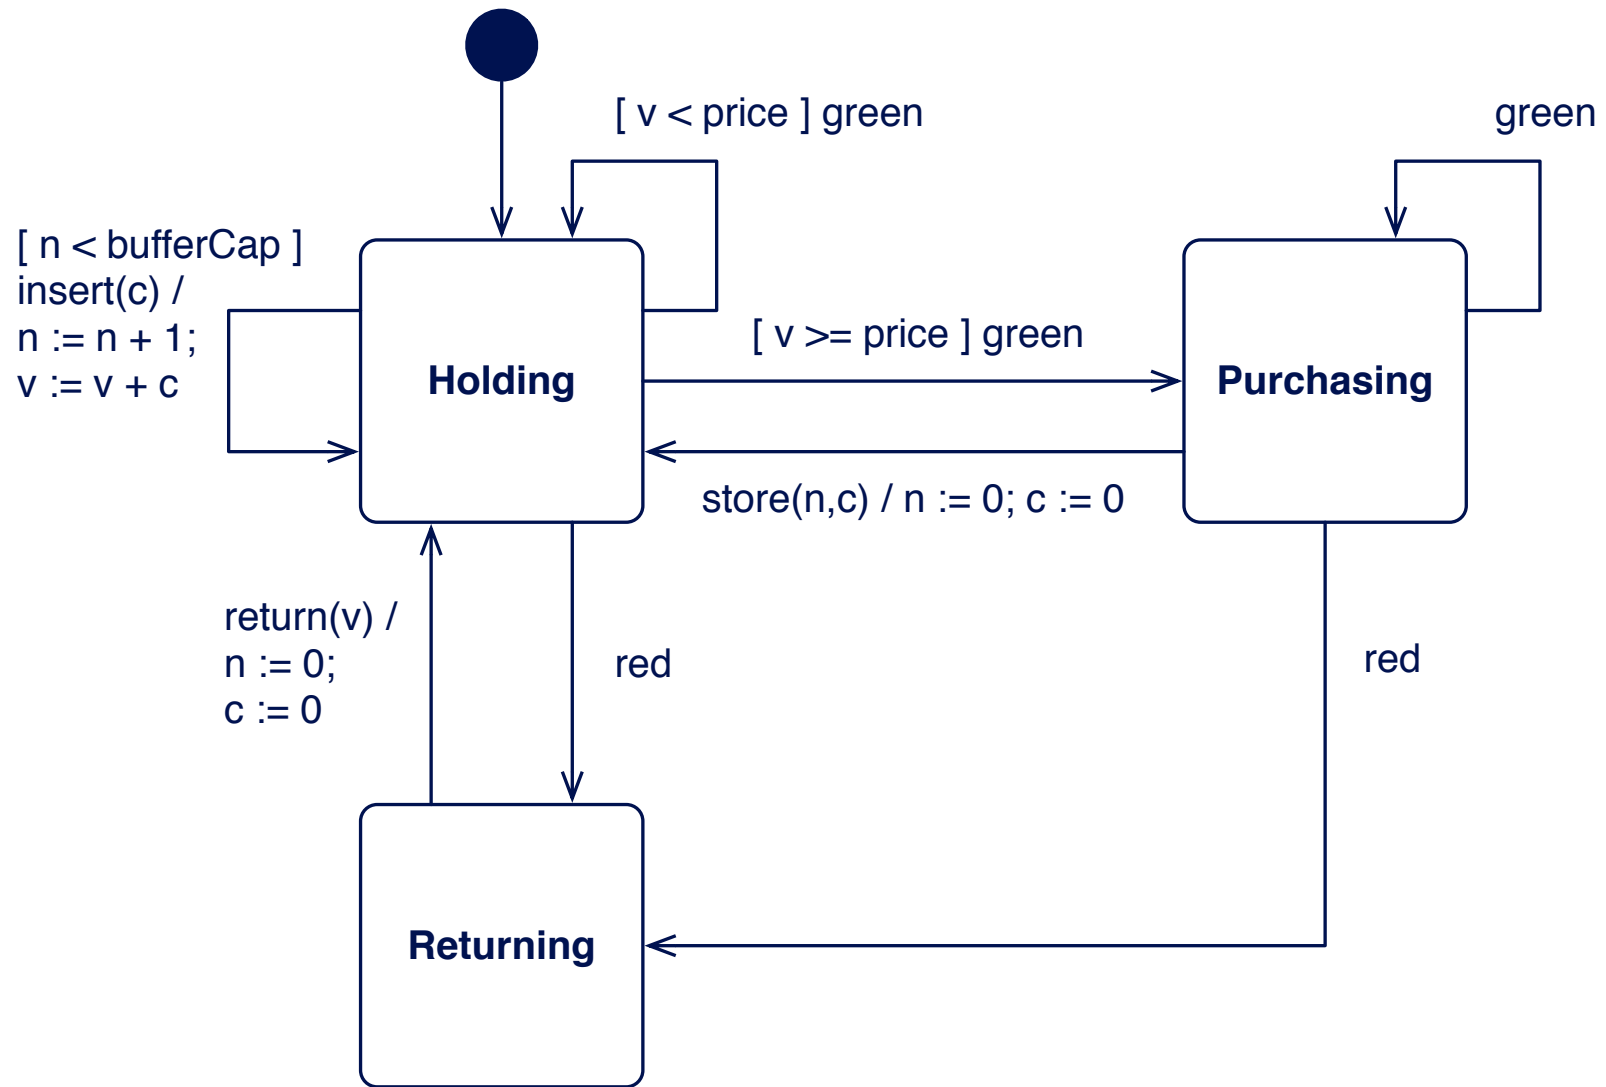 [ v < price ] green
green
[ n < bufferCap ]
insert(c) /
n := n + 1;
v := v + c
[ v >= price ] green
Holding
Purchasing
store(n,c) / n := 0; c := 0
return(v) /
n := 0;
c := 0
red
red
Returning